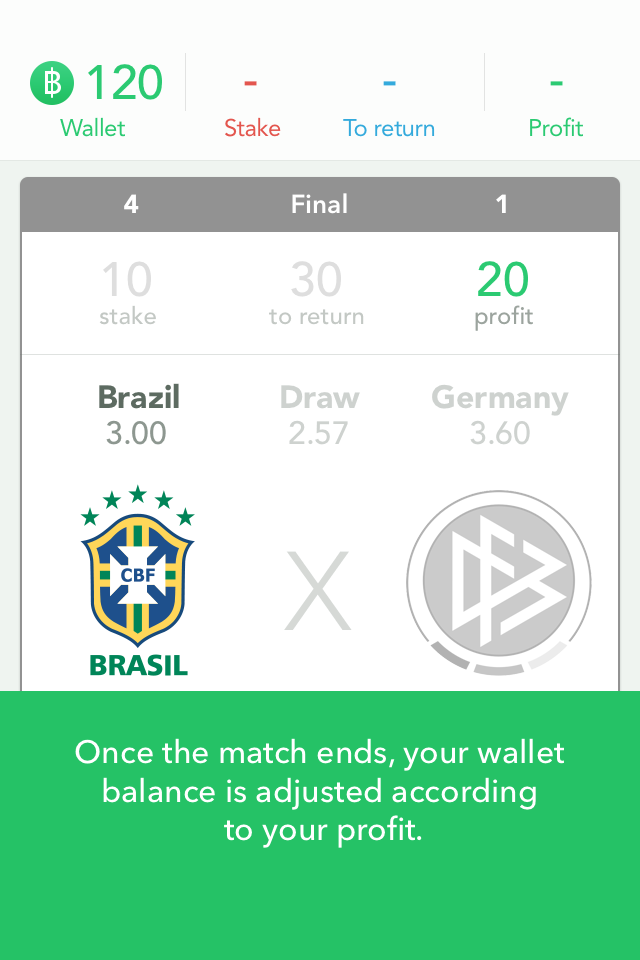 ฿ 120 - - -
Wallet Stake To return Profit
4 Final 1
10 30 20
stake to return profit
Brazil Draw Germany
3.00 2.57 3.60
CBF X DFB
BRASIL
Once the match ends, your wallet
balance is adjusted according
to your profit.